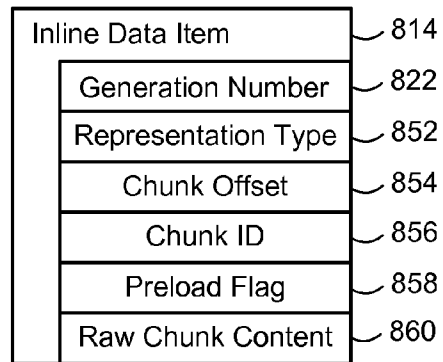 Inline Data Item 814
Generation Number 822
Representation Type 852
Chunk Offset 854
Chunk ID 856
Preload Flag 858
Raw Chunk Content 860